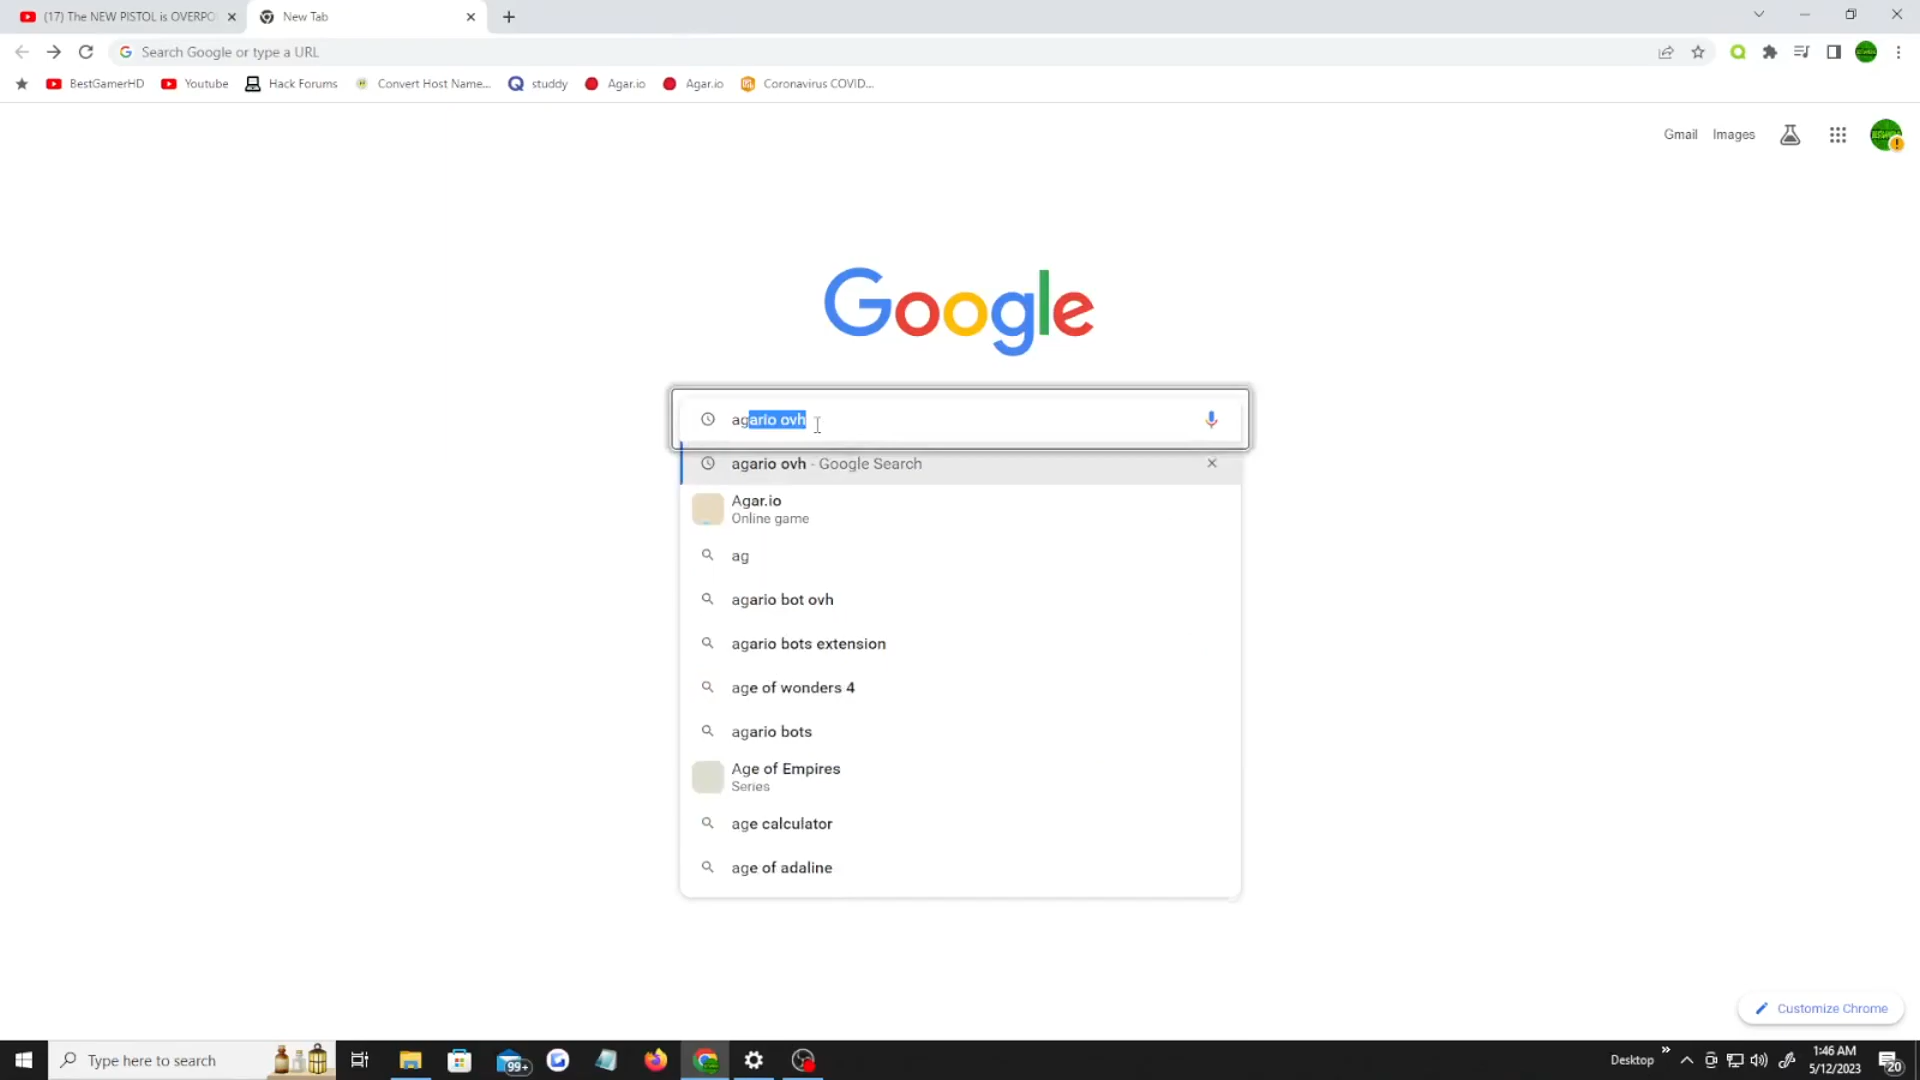 (17) The NEW PISTOL is OVERPO
New Tab
Search Google or type a URL
BestGamerHD
Youtube
Hack Forums
Convert Host Name...
studdy
Agar.io
Agar.io
Coronavirus COVID...
Gmail
Images
Google
agario ovh
agario ovh - Google Search
Agar.io
Online game
ag
agario bot ovh
agario bots extension
age of wonders 4
agario bots
Age of Empires
Series
age calculator
age of adaline
Customize Chrome
Type here to search
99+
Desktop
1:46 AM
5/12/2023
20